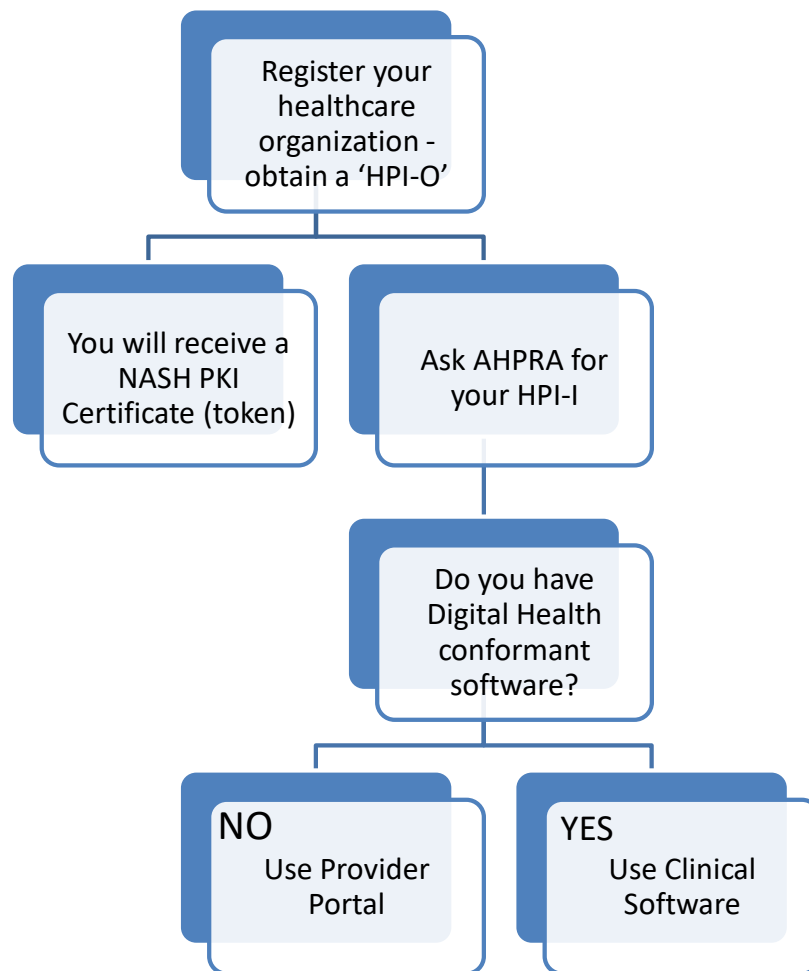 Register your
healthcare
organization -
obtain a ‘HPI-O’
You will receive a
NASH PKI
Certificate (token)
Ask AHPRA for
your HPI-I
Do you have
Digital Health
conformant
software?
NO
Use Provider
Portal
YES
Use Clinical
Software